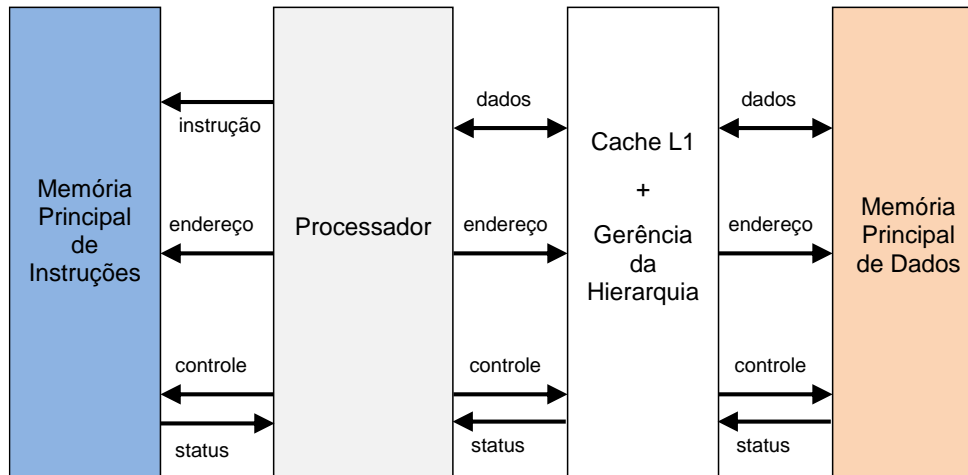 Memória
Principal
de
Instruções
instrução
endereço
controle
status
Processador
dados
endereço
controle
status
Cache L1
+
Gerência
da
Hierarquia
dados
endereço
controle
status
Memória
Principal
de Dados